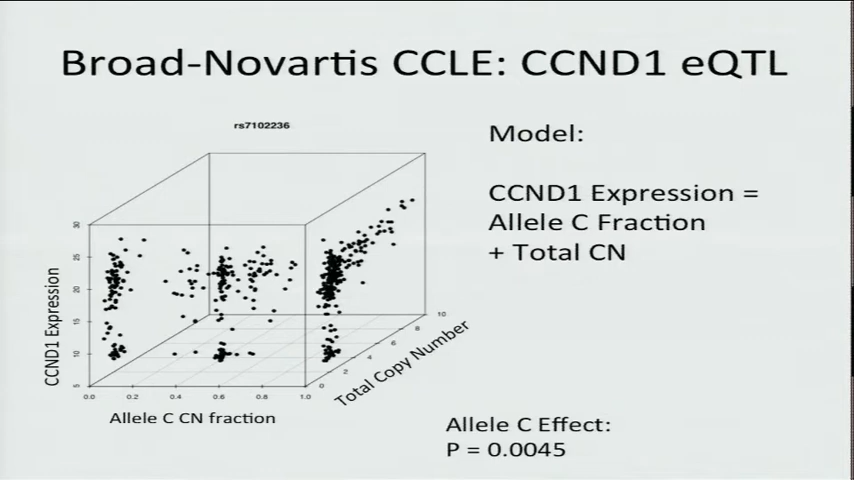 Broad-Novartis CCLE: CCND1 eQTL
rs7102236
Model:
CCND1 Expression =
Allele C Fraction
+ Total CN
CCND1 Expression
30
25
20
15
10
5
0.0 0.2 0.4 0.6 0.8 1.0
Allele C CN fraction
0
2
4
6
8
10
Total Copy Number
Allele C Effect:
P = 0.0045